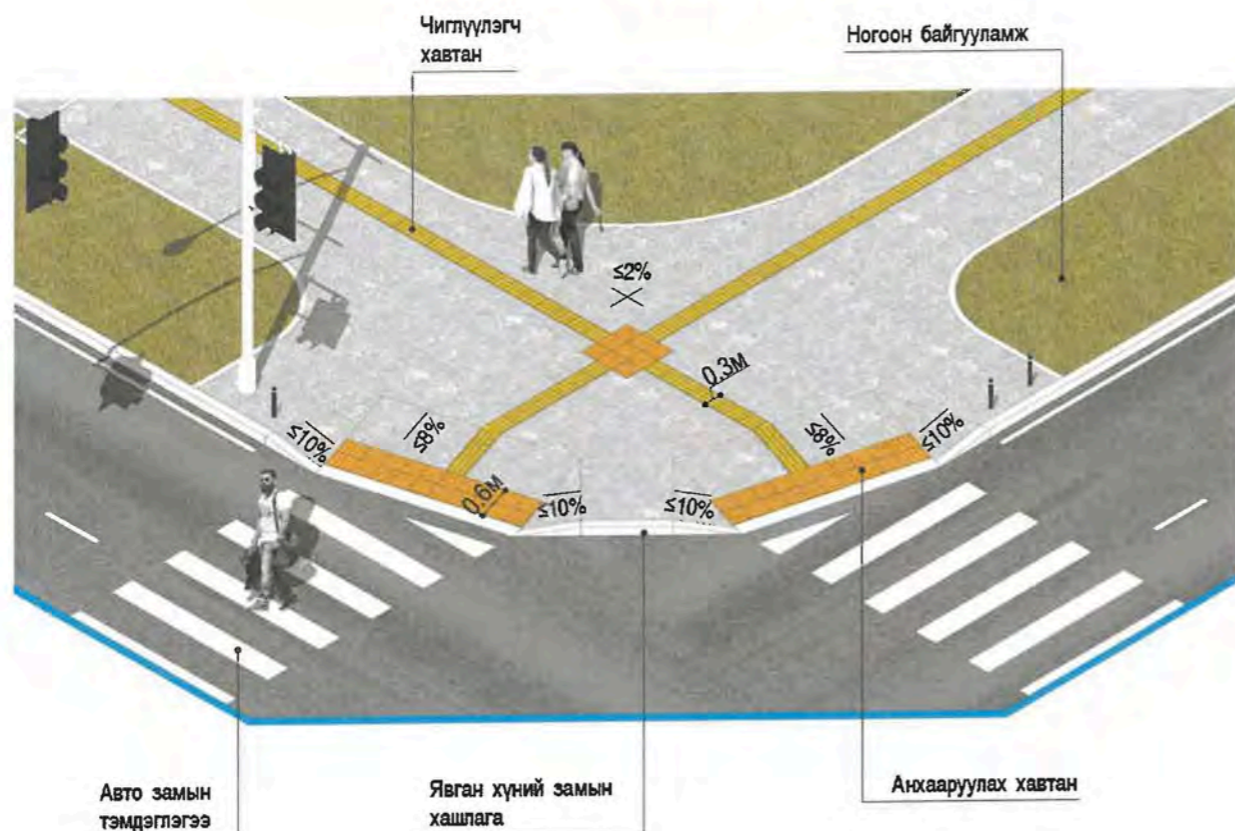 Чиглүүлэгч
хавтан
Ногоон байгууламж
≤2%
0.3м
≤10%
≤8%
≤8%
≤10%
0.6м
≤10%
≤10%
Авто замын
тэмдэглэгээ
Явган хүний замын
хашлага
Анхааруулах хавтан